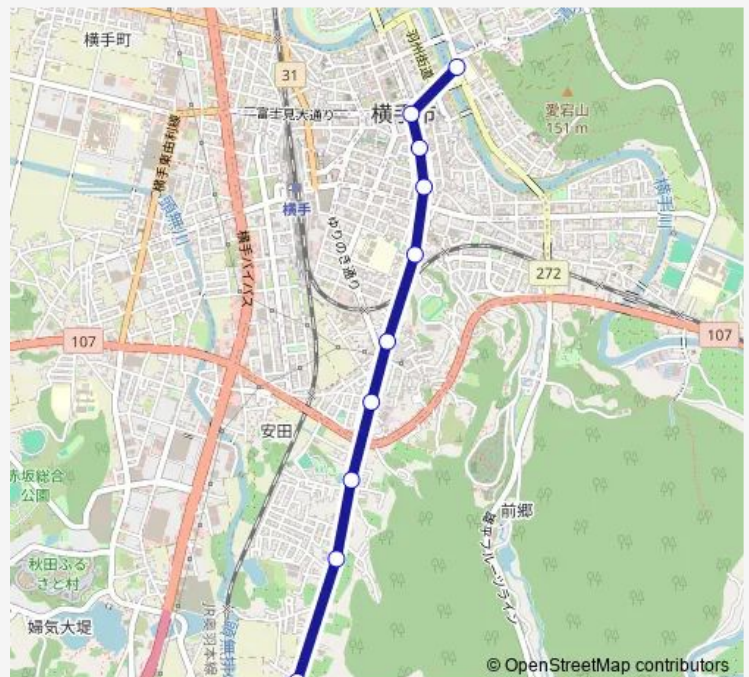 横手町
羽州街道
31
富士見大通り
横手市
愛宕山
151 m
横手東由利線
横手
横手川
横手バイパス
ゆりのき通り
272
107
107
安田
赤坂総合
公園
前郷
秋田ふる
さと村
婦気大堤
JR奥羽本線
© OpenStreetMap contributors